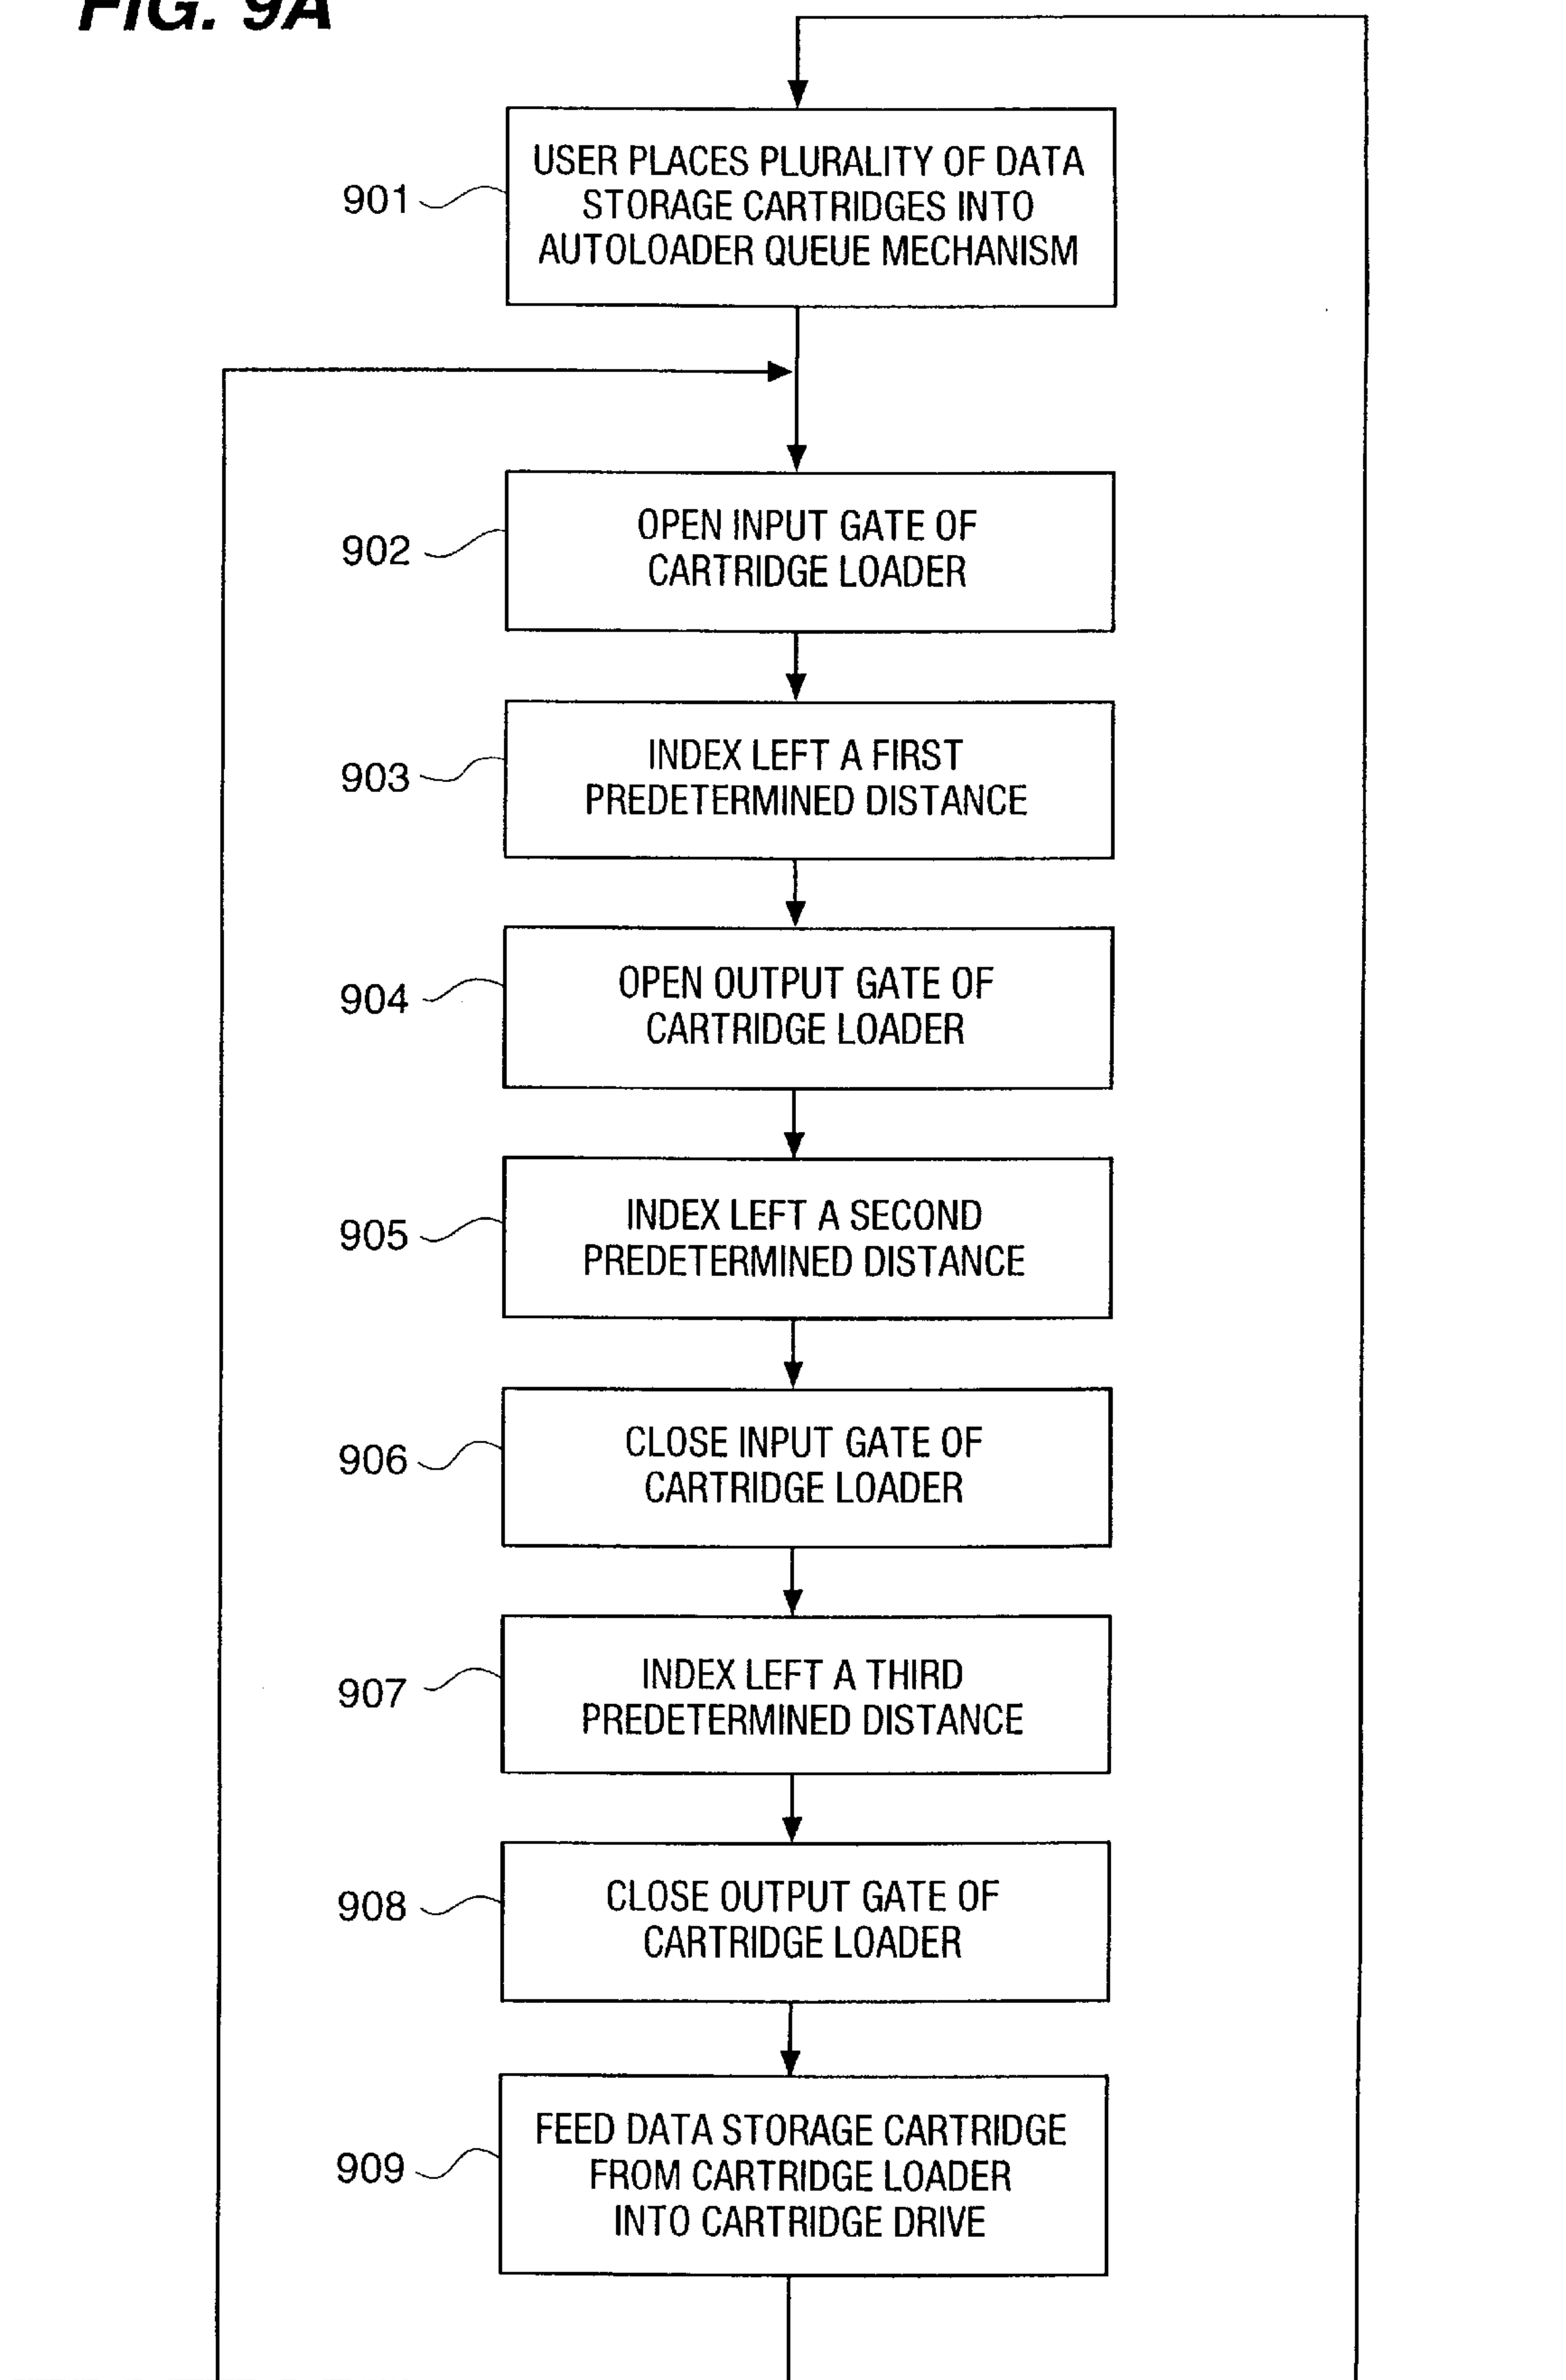 FIG. 9A
901
USER PLACES PLURALITY OF DATA
STORAGE CARTRIDGES INTO
AUTOLOADER QUEUE MECHANISM
902
OPEN INPUT GATE OF
CARTRIDGE LOADER
903
INDEX LEFT A FIRST
PREDETERMINED DISTANCE
904
OPEN OUTPUT GATE OF
CARTRIDGE LOADER
905
INDEX LEFT A SECOND
PREDETERMINED DISTANCE
906
CLOSE INPUT GATE OF
CARTRIDGE LOADER
907
INDEX LEFT A THIRD
PREDETERMINED DISTANCE
908
CLOSE OUTPUT GATE OF
CARTRIDGE LOADER
909
FEED DATA STORAGE CARTRIDGE
FROM CARTRIDGE LOADER
INTO CARTRIDGE DRIVE